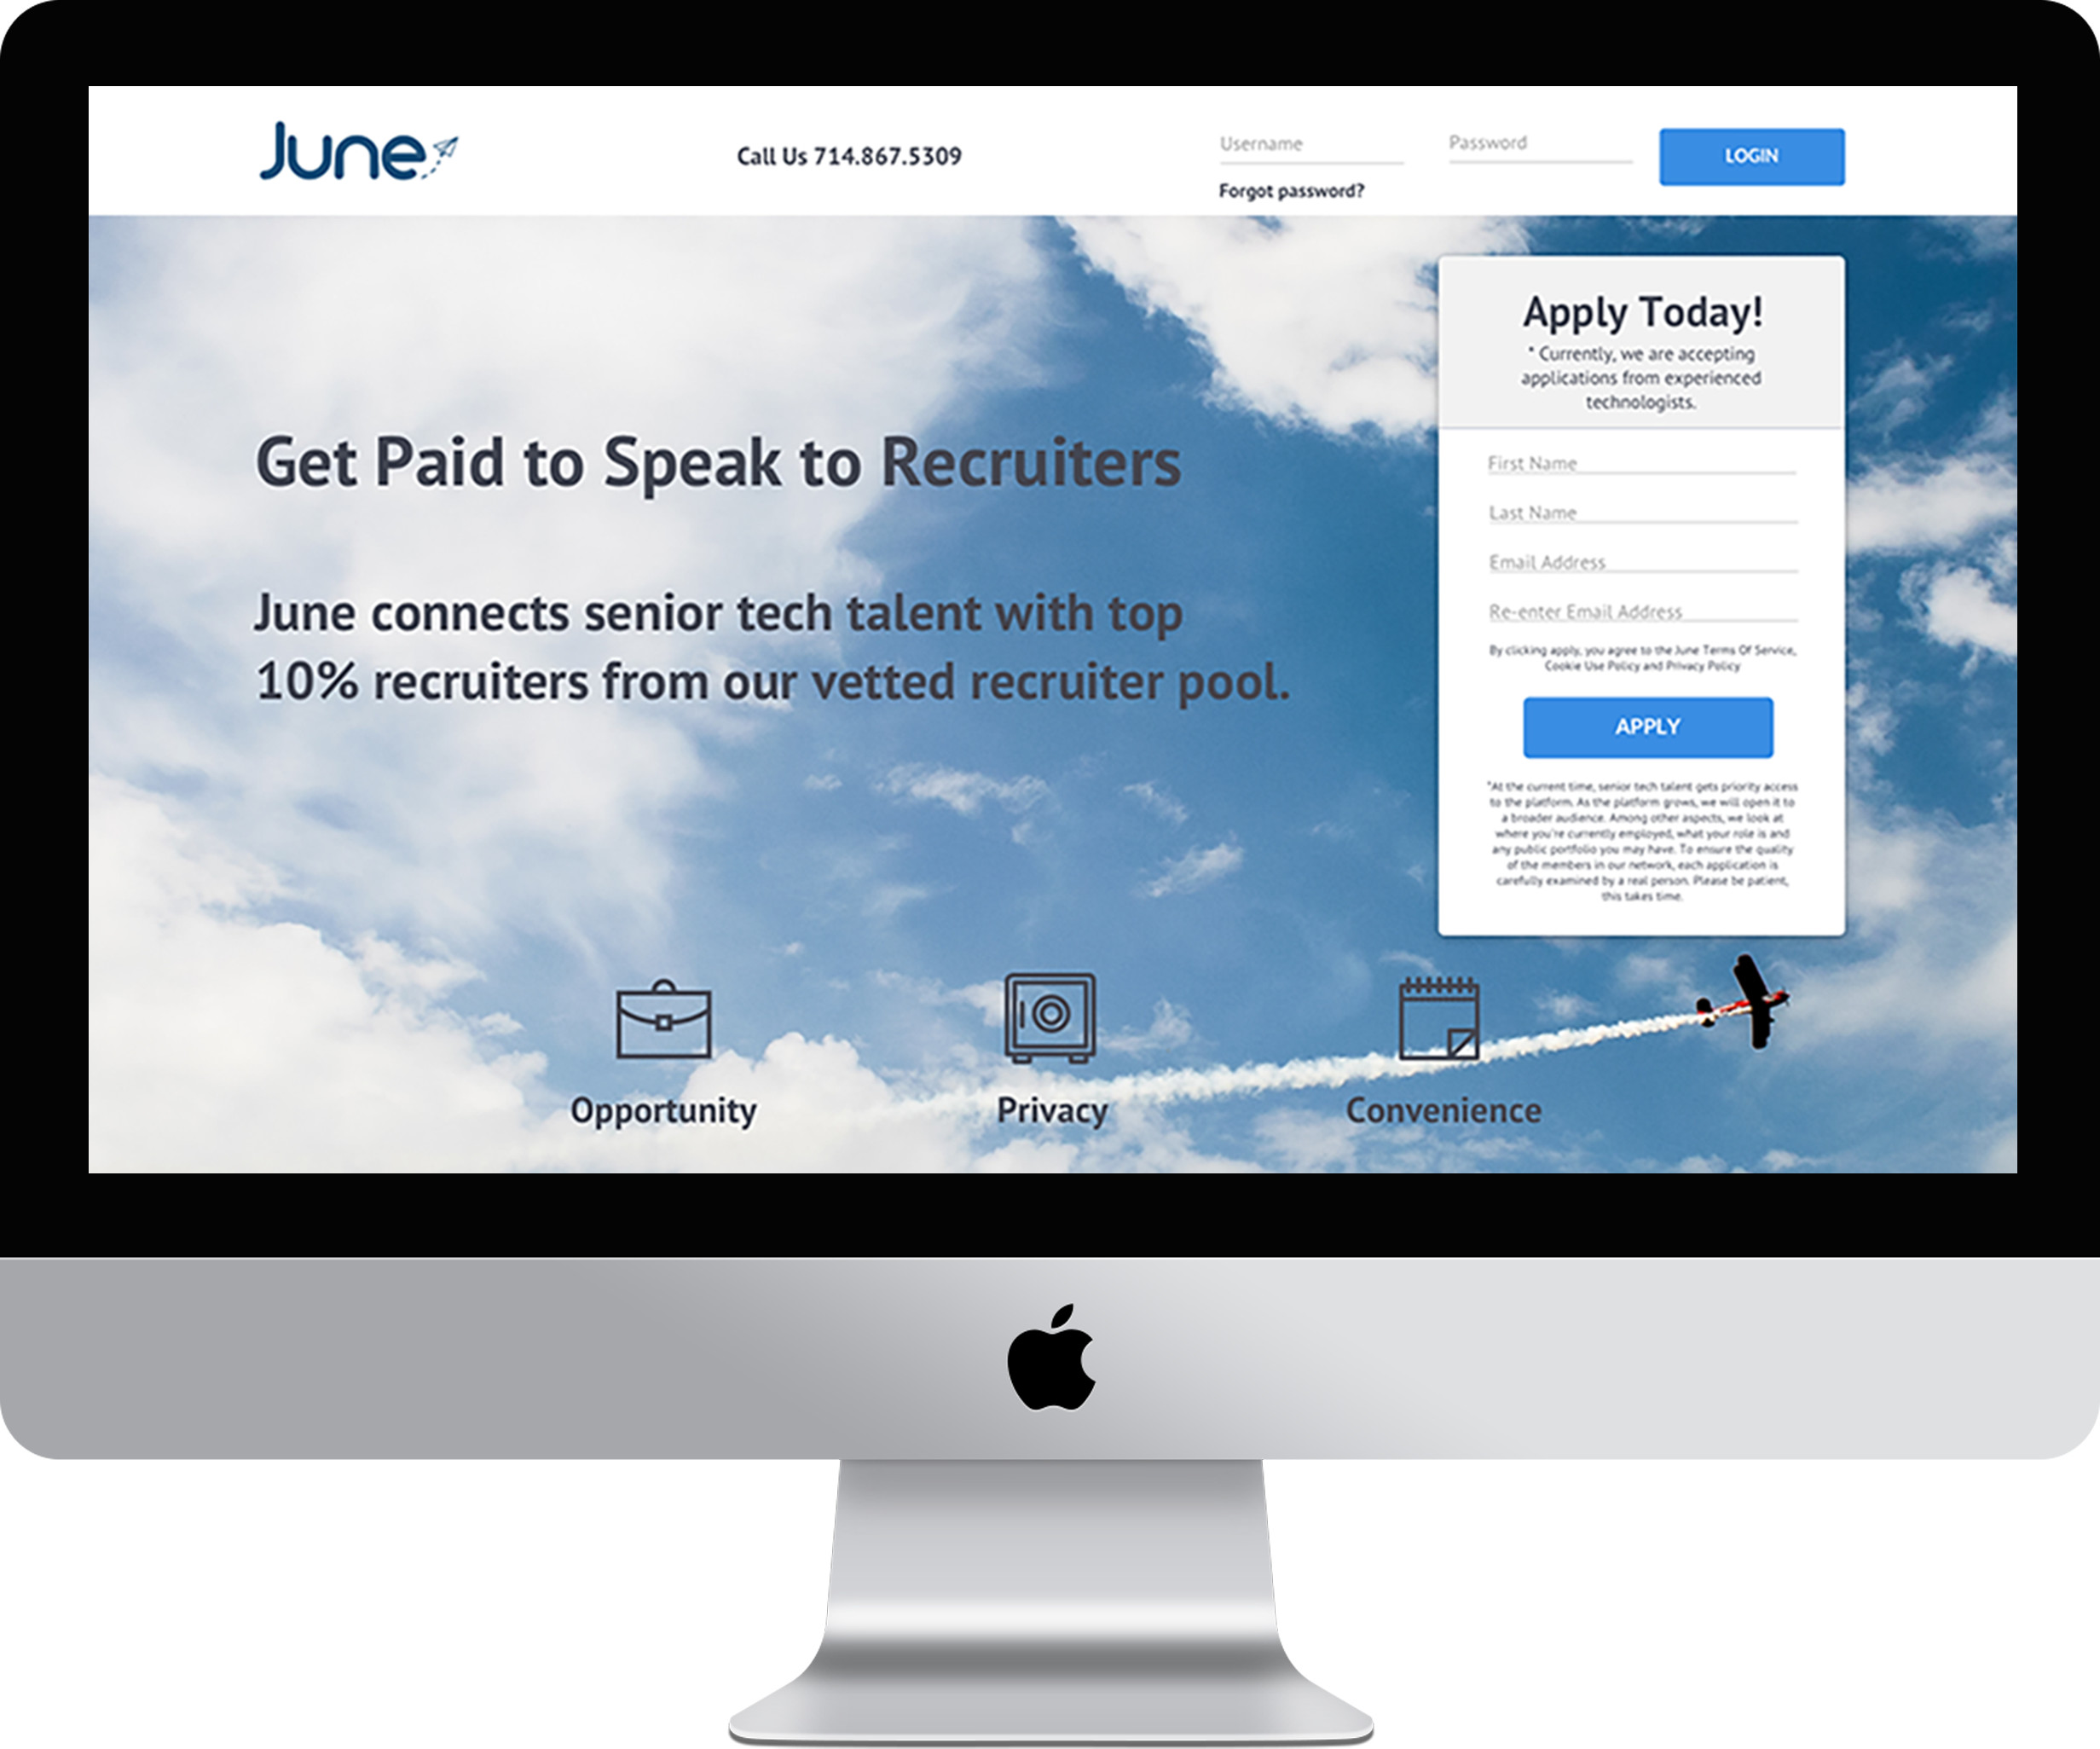 June
Call Us 714.867.5309
Username
Password
LOGIN
Forgot password?
Apply Today!
* Currently, we are accepting
applications from experienced
technologists.
First Name
Last Name
Email Address
Re-enter Email Address
By clicking apply, you agree to the June Terms Of Service,
Cookie Use Policy and Privacy Policy
APPLY
*At the current time, senior tech talent gets priority access
to the platform. As the platform grows, we will open it to
a broader audience. Among other aspects, we look at
where you're currently employed, what your role is and
any public portfolio you may have. To ensure the quality
of the members in our network, each application is
carefully examined by a real person. Please be patient,
this takes time.
Get Paid to Speak to Recruiters
June connects senior tech talent with top
10% recruiters from our vetted recruiter pool.
Opportunity
Privacy
Convenience